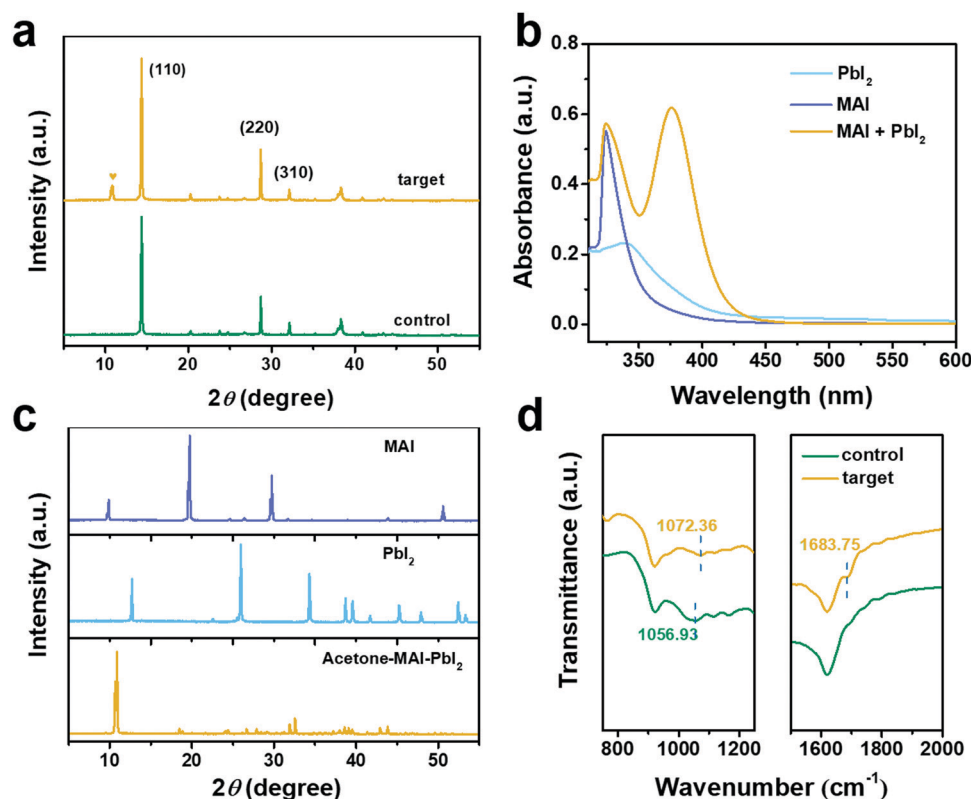 a
(110)
(220)
(310)
target
control
Intensity (a.u.)
10 20 30 40 50
2θ (degree)
b
PbI₂
MAI
MAI + PbI₂
0.8
0.6
0.4
0.2
0.0
Absorbance (a.u.)
350 400 450 500 550 600
Wavelength (nm)
c
MAI
PbI₂
Acetone-MAI-PbI₂
Intensity (a.u.)
10 20 30 40 50
2θ (degree)
d
control
target
1072.36
1683.75
1056.93
Transmittance (a.u.)
800 1000 1200 1600 1800 2000
Wavenumber (cm⁻¹)